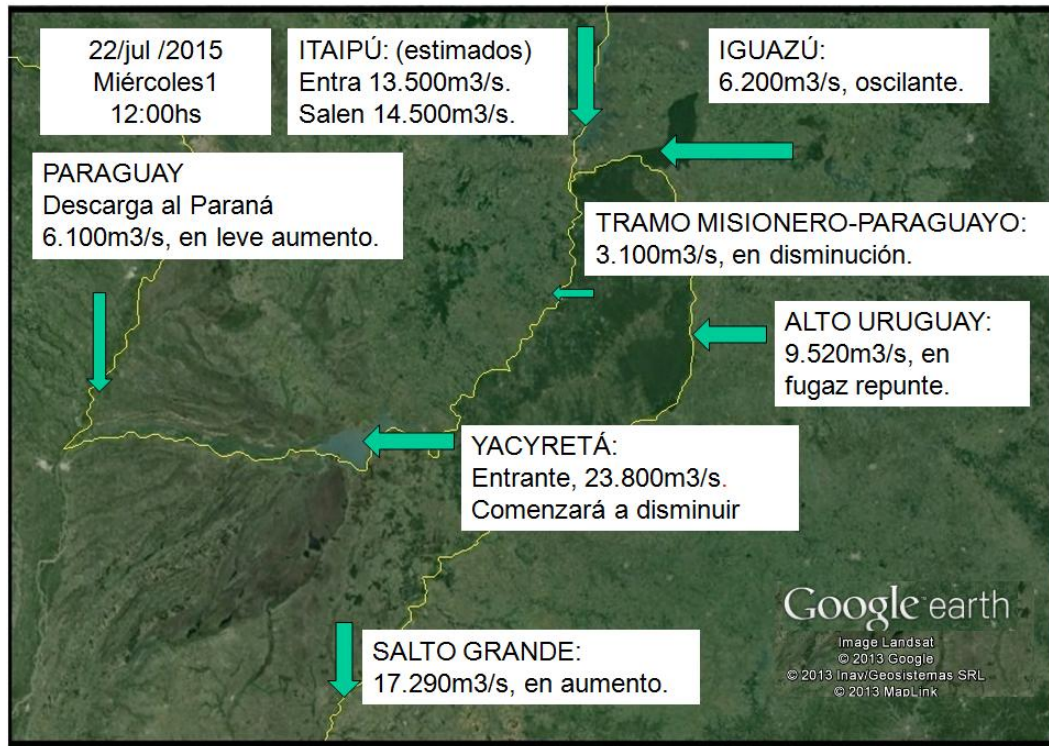 22/jul /2015
Miércoles1
12:00hs
ITAIPÚ: (estimados)
Entra 13.500m3/s.
Salen 14.500m3/s.
IGUAZÚ:
6.200m3/s, oscilante.
PARAGUAY
Descarga al Paraná
6.100m3/s, en leve aumento.
TRAMO MISIONERO-PARAGUAYO:
3.100m3/s, en disminución.
ALTO URUGUAY:
9.520m3/s, en
fugaz repunte.
YACYRETÁ:
Entrante, 23.800m3/s.
Comenzará a disminuir
SALTO GRANDE:
17.290m3/s, en aumento.
Google earth
Image Landsat
© 2013 Google
© 2013 Inav/Geosistemas SRL
© 2013 MapLink